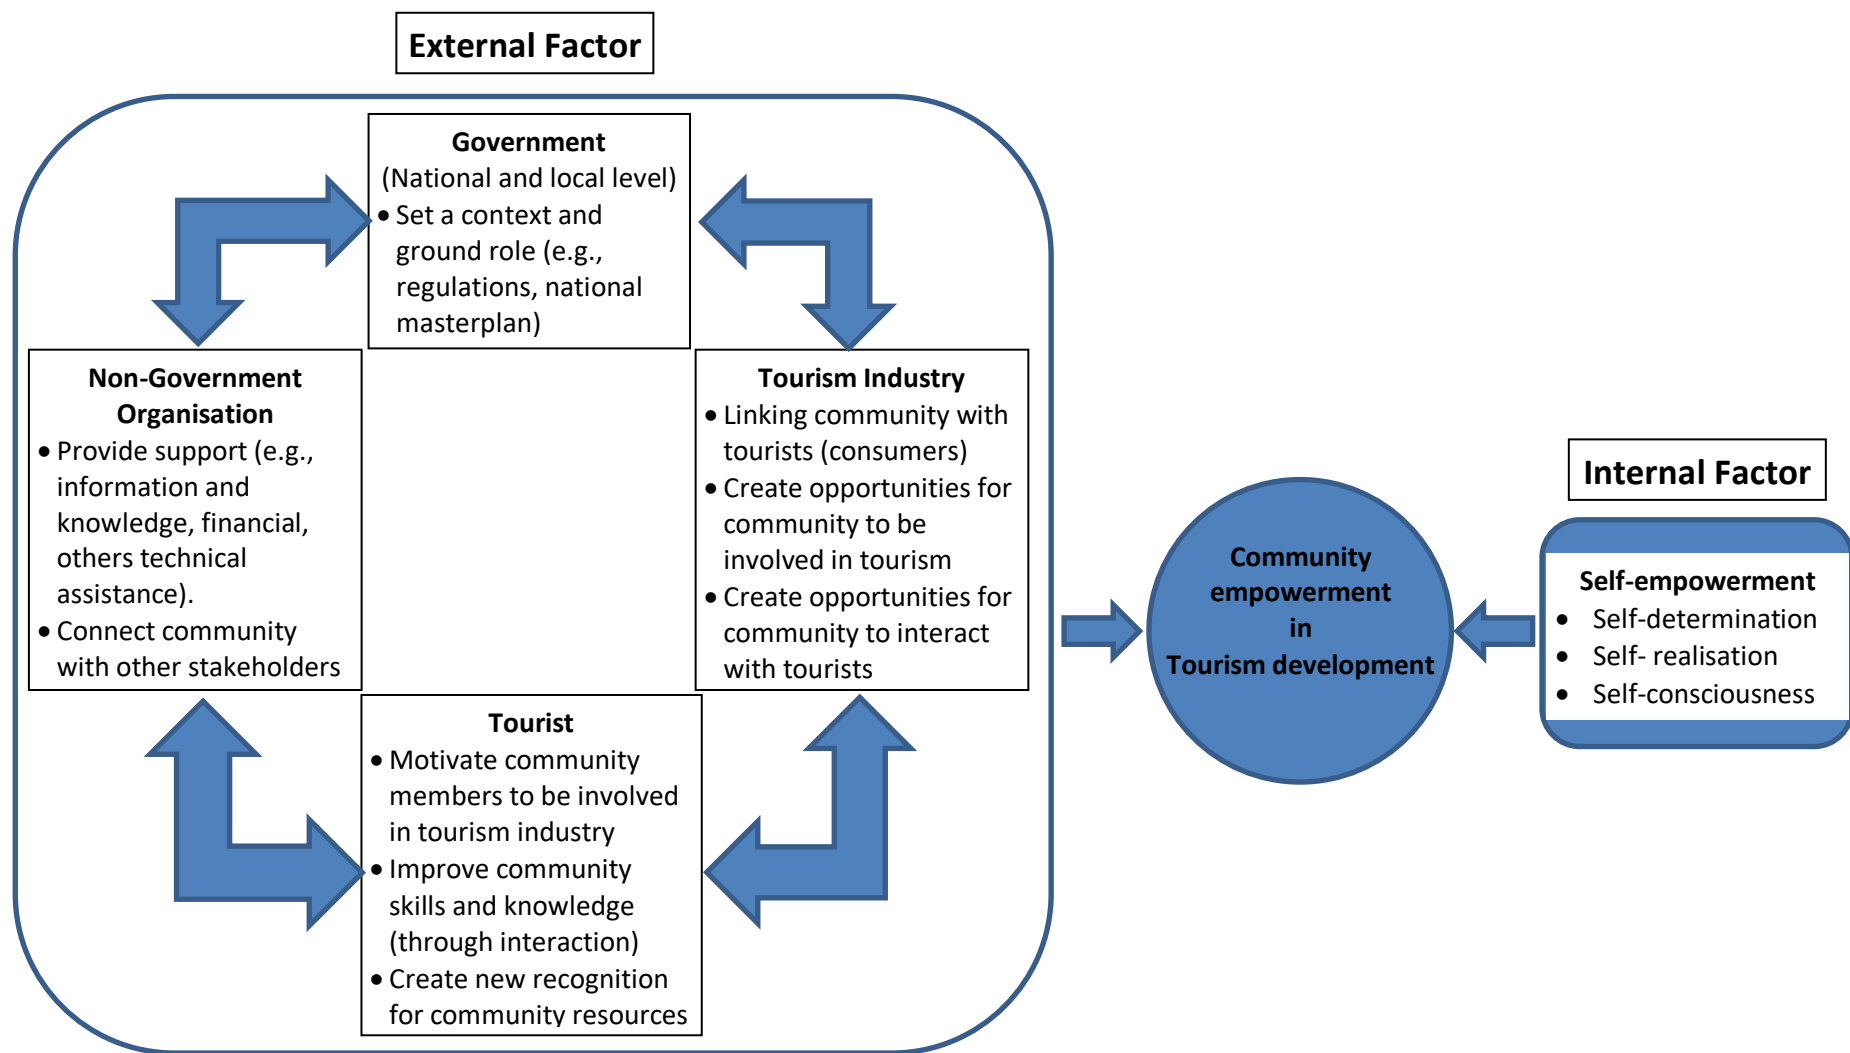 External Factor
Government
(National and local level)
• Set a context and
ground role (e.g.,
regulations, national
masterplan)
Non-Government
Organisation
• Provide support (e.g.,
information and
knowledge, financial,
others technical
assistance).
• Connect community
with other stakeholders
Tourism Industry
• Linking community with
tourists (consumers)
• Create opportunities for
community to be
involved in tourism
• Create opportunities for
community to interact
with tourists
Tourist
• Motivate community
members to be involved
in tourism industry
• Improve community
skills and knowledge
(through interaction)
• Create new recognition
for community resources
Community
empowerment
in
Tourism development
Internal Factor
Self-empowerment
• Self-determination
• Self- realisation
• Self-consciousness